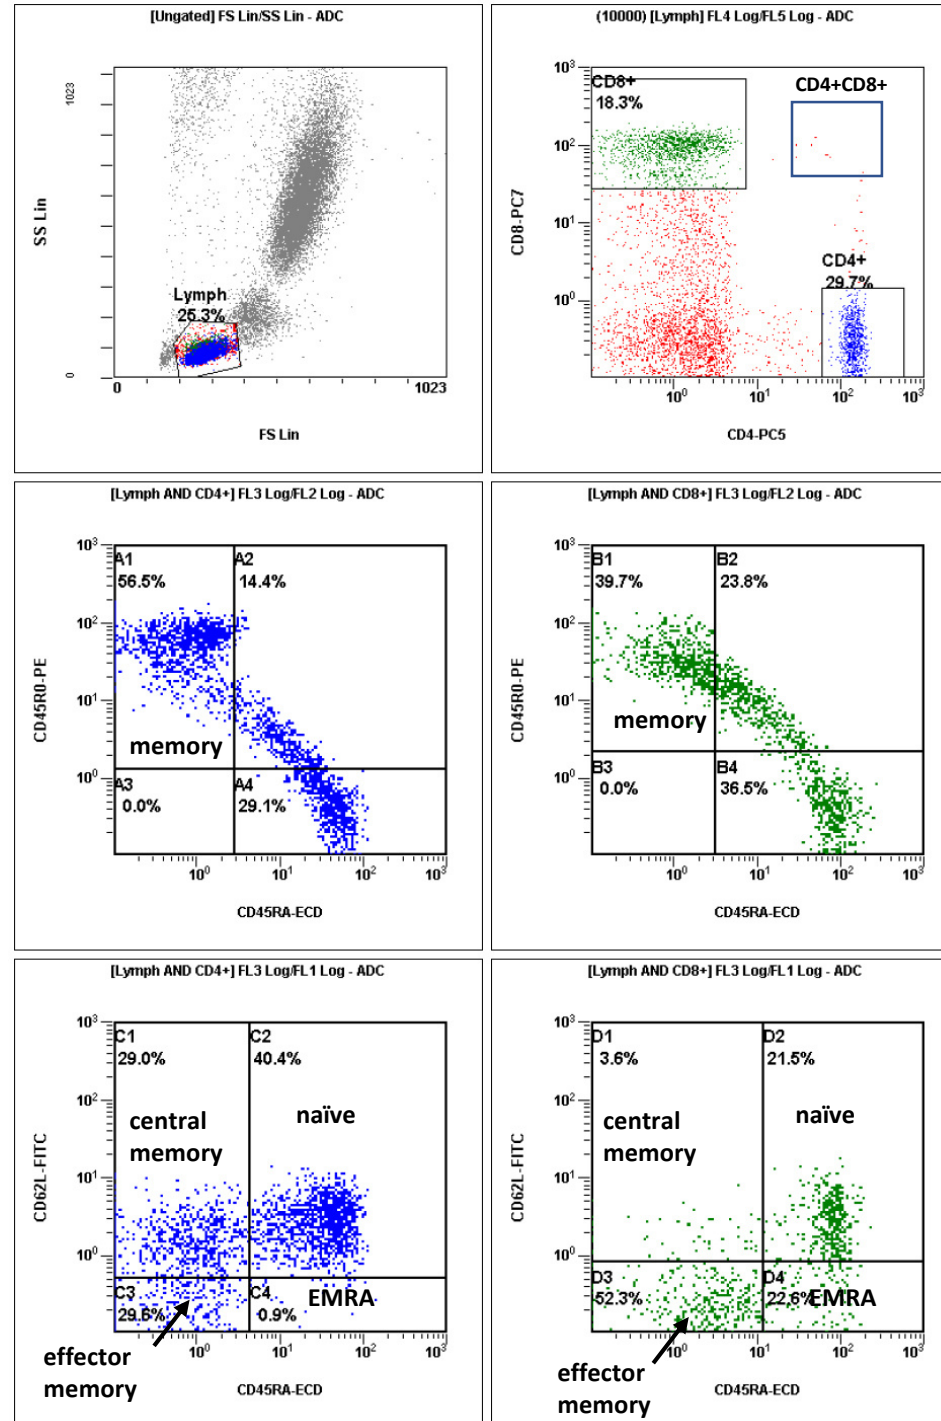 [Ungated] FS Lin/SS Lin - ADC
1023
SS Lin
Lymph
25.3%
0
0
1023
FS Lin
(10000) [Lymph] FL4 Log/FL5 Log - ADC
10³
CD8+
18.3%
CD4+CD8+
10²
CD8-PC7
10¹
CD4+
29.7%
10⁰
10⁰
10¹
10²
10³
CD4-PC5
[Lymph AND CD4+] FL3 Log/FL2 Log - ADC
10³
A1
56.5%
A2
14.4%
10²
CD45R0-PE
10¹
memory
10⁰
A3
0.0%
A4
29.1%
10⁰
10¹
10²
10³
CD45RA-ECD
[Lymph AND CD8+] FL3 Log/FL2 Log - ADC
10³
B1
39.7%
B2
23.8%
10²
CD45R0-PE
10¹
memory
10⁰
B3
0.0%
B4
36.5%
10⁰
10¹
10²
10³
CD45RA-ECD
[Lymph AND CD4+] FL3 Log/FL1 Log - ADC
10³
C1
29.0%
C2
40.4%
10²
CD62L-FITC
central
memory
naïve
10¹
10⁰
C3
29.6%
C4
0.9%
EMRA
10⁰
10¹
10²
10³
effector
memory
CD45RA-ECD
[Lymph AND CD8+] FL3 Log/FL1 Log - ADC
10³
D1
3.6%
D2
21.5%
10²
CD62L-FITC
central
memory
naïve
10¹
10⁰
D3
52.3%
D4
22.6%
EMRA
10⁰
10¹
10²
10³
effector
memory
CD45RA-ECD